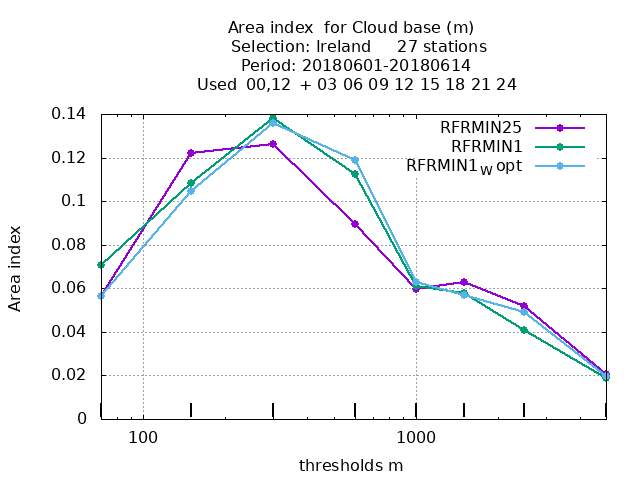 Area index for Cloud base (m)
Selection: Ireland 27 stations
Period: 20180601-20180614
Used 00,12 + 03 06 09 12 15 18 21 24
0.14
0.12
0.1
0.08
0.06
0.04
0.02
0
RFRMIN25
RFRMIN1
RFRMIN1W opt
Area index
100 1000
thresholds m